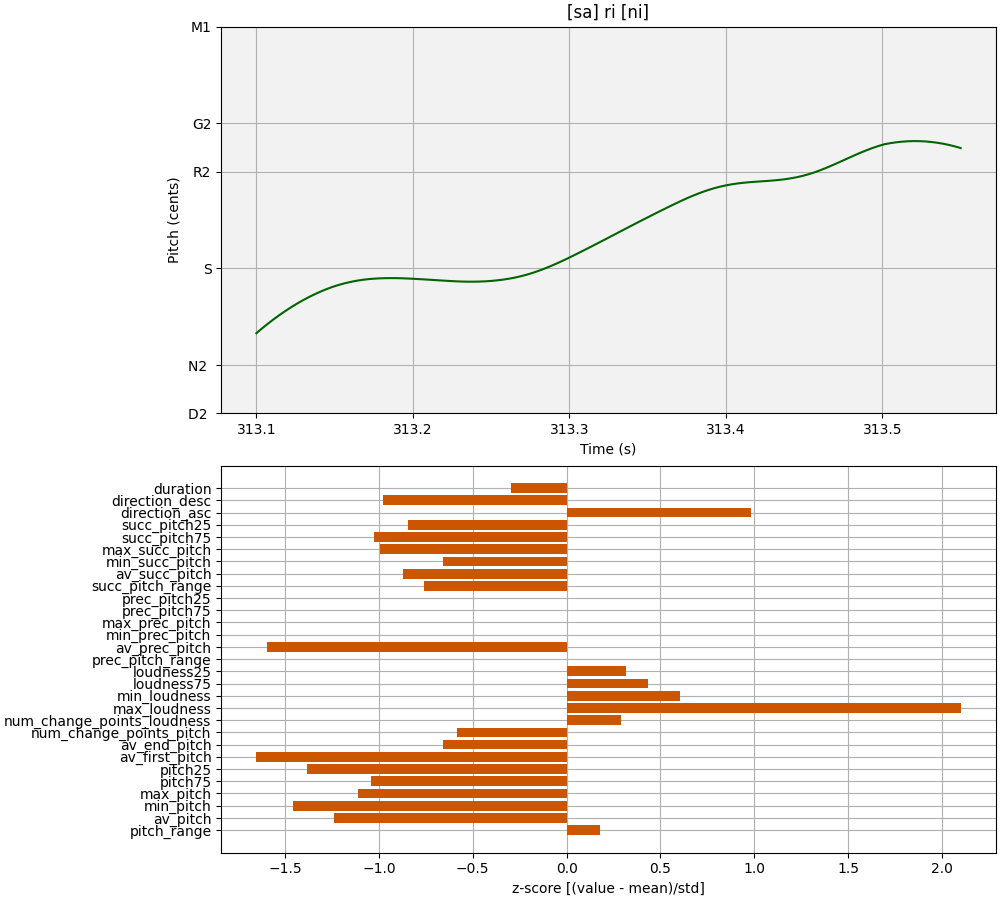 [sa] ri [ni]
M1
G2
R2
S
N2
D2
Pitch (cents)
313.1 313.2 313.3 313.4 313.5
Time (s)
duration
direction_desc
direction_asc
succ_pitch25
succ_pitch75
max_succ_pitch
min_succ_pitch
av_succ_pitch
succ_pitch_range
prec_pitch25
prec_pitch75
max_prec_pitch
min_prec_pitch
av_prec_pitch
prec_pitch_range
loudness25
loudness75
min_loudness
max_loudness
num_change_points_loudness
num_change_points_pitch
av_end_pitch
av_first_pitch
pitch25
pitch75
max_pitch
min_pitch
av_pitch
pitch_range
−1.5 −1.0 −0.5 0.0 0.5 1.0 1.5 2.0
z-score [(value - mean)/std]